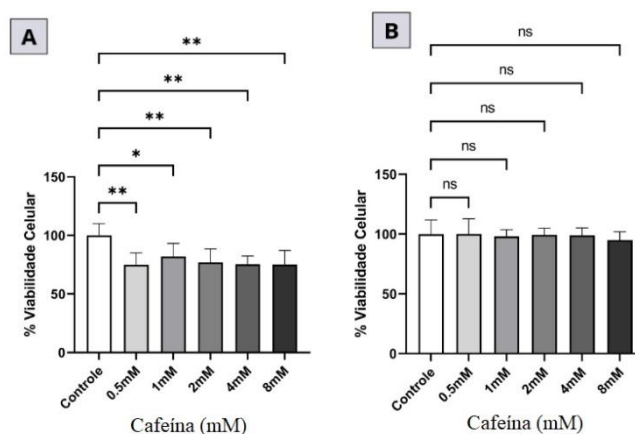 A
**
**
**
*
**
% Viabilidade Celular
150
100
50
0
Controle
0.5mM
1mM
2mM
4mM
8mM
Cafeína (mM)
B
ns
ns
ns
ns
ns
% Viabilidade Celular
150
100
50
0
Controle
0.5mM
1mM
2mM
4mM
8mM
Cafeína (mM)